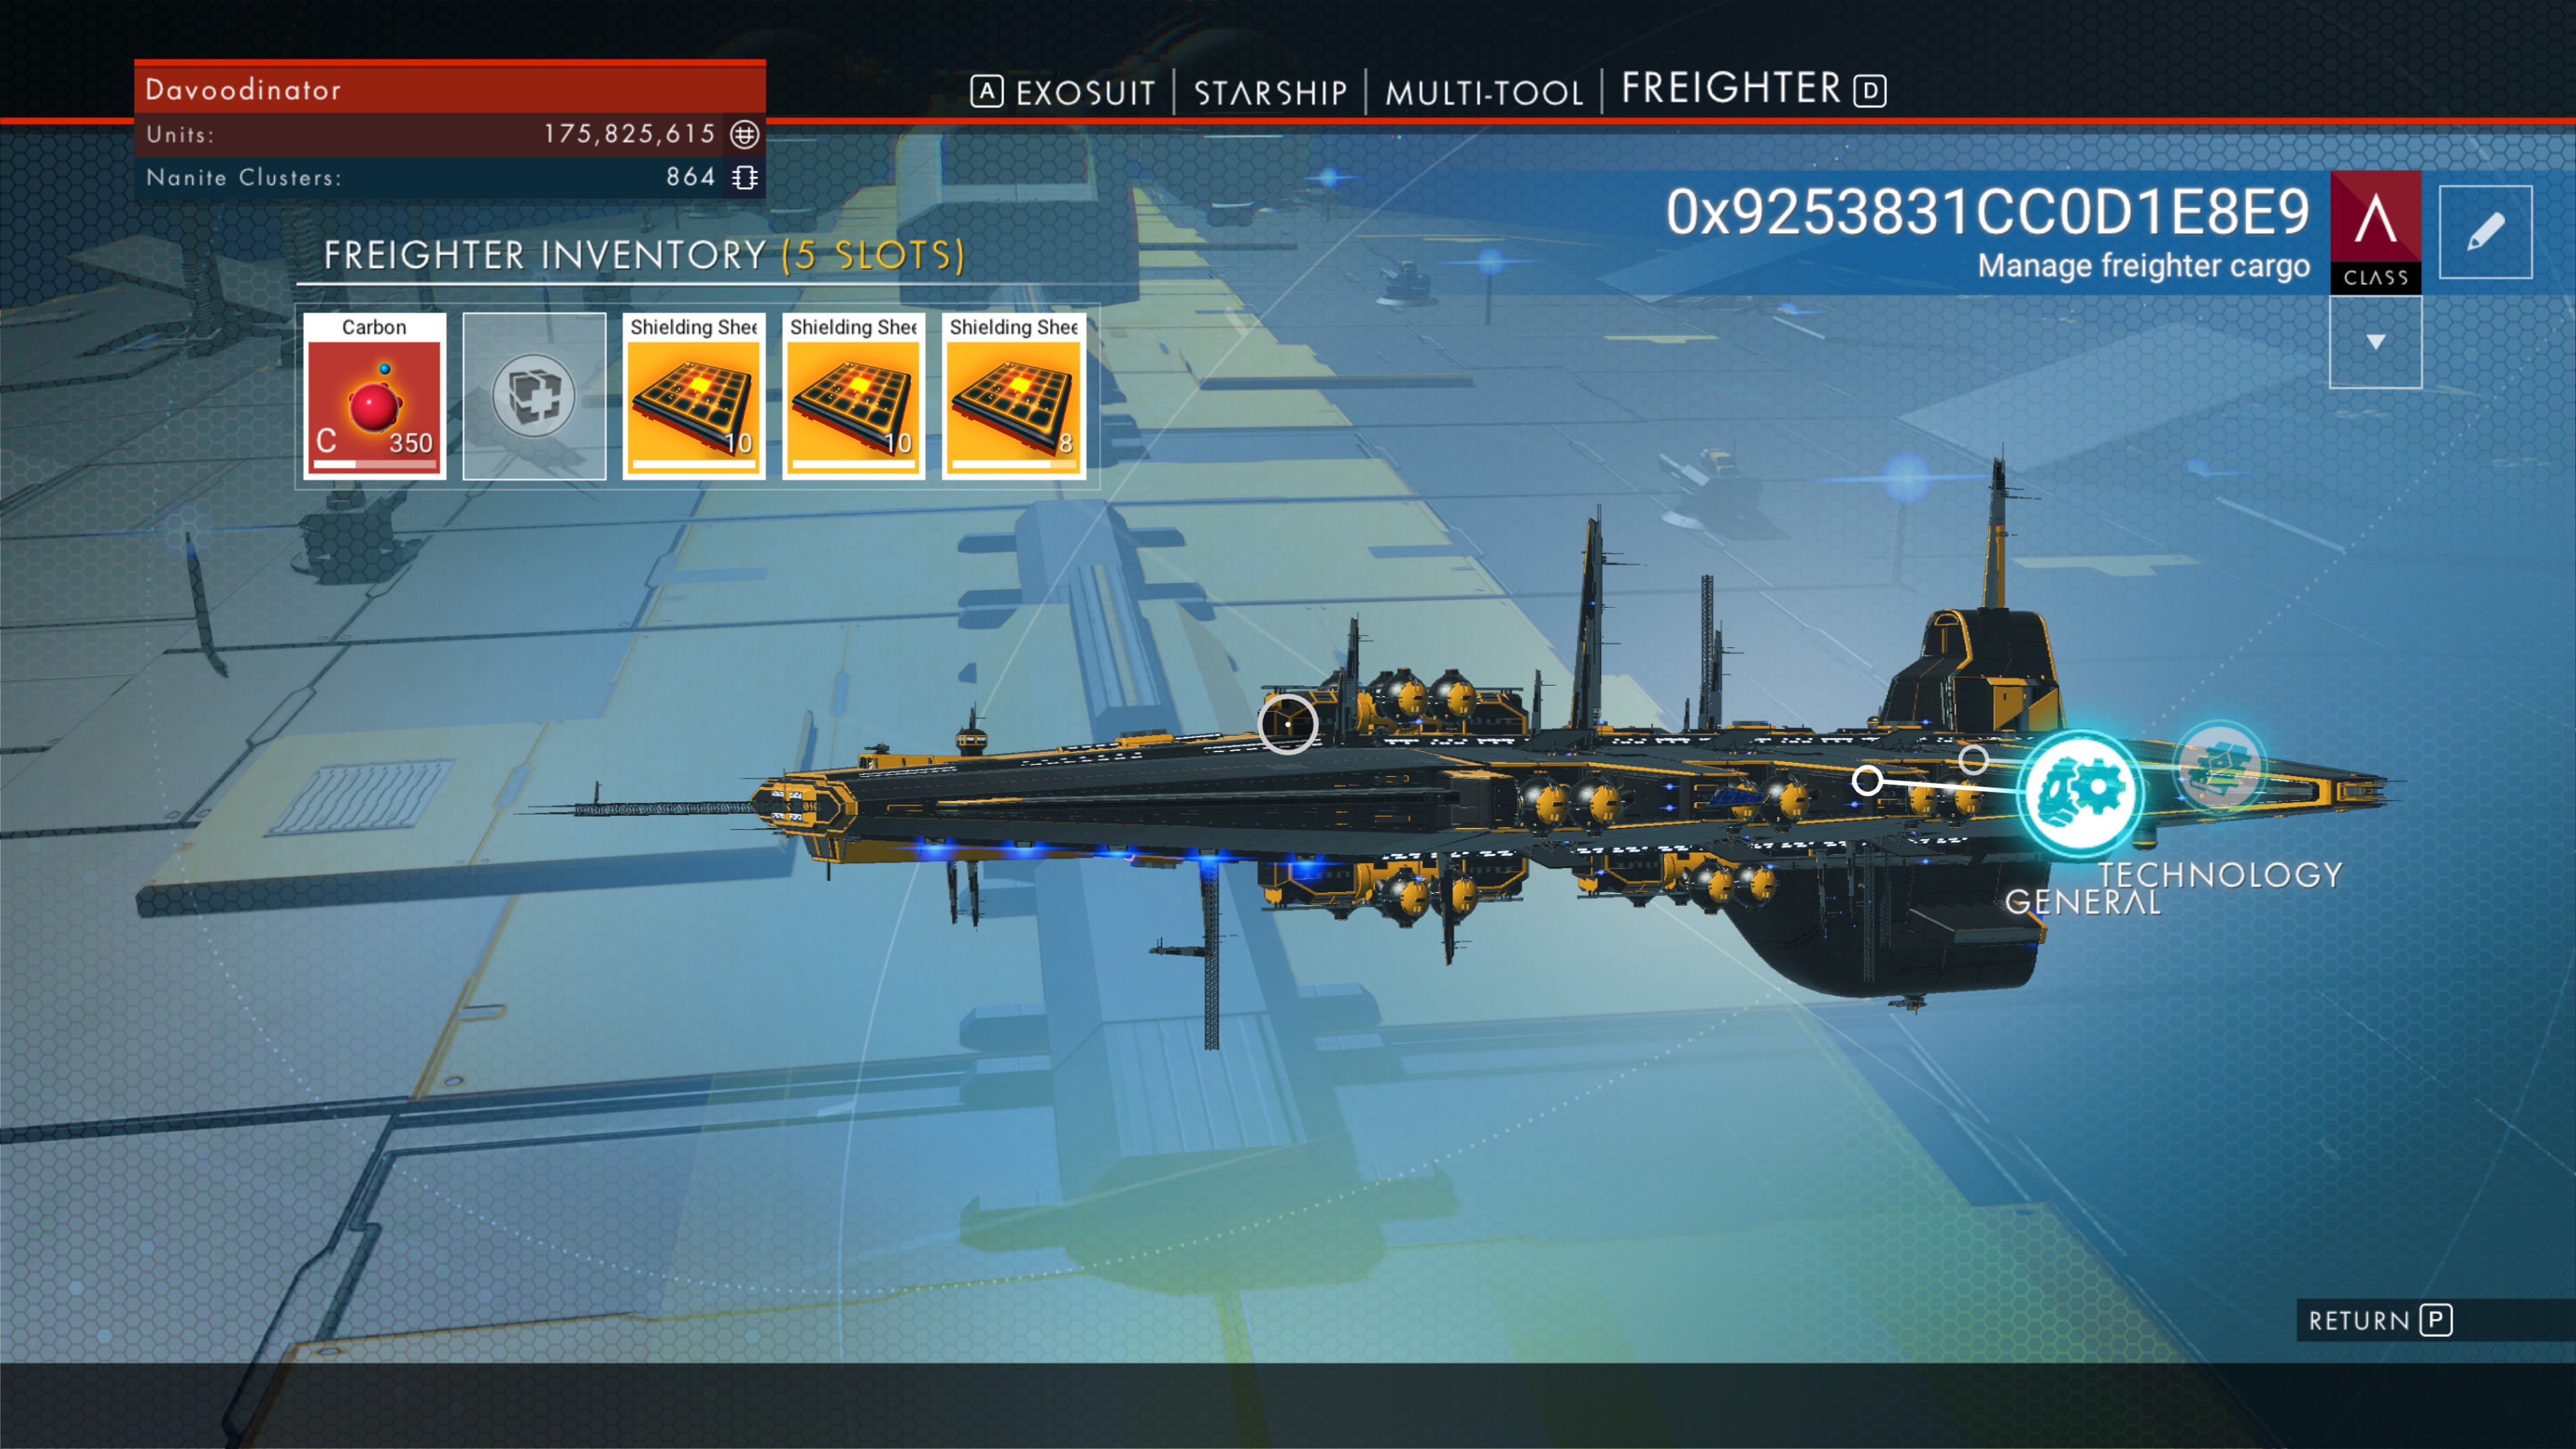 Davoodinator
Units: 175,825,615
Nanite Clusters: 864
A EXOSUIT STARSHIP MULTI-TOOL FREIGHTER D
0x9253831CC0D1E8E9
Manage freighter cargo
A
CLASS
FREIGHTER INVENTORY (5 SLOTS)
Carbon
C 350
Shielding Shee
10
Shielding Shee
10
Shielding Shee
8
TECHNOLOGY
GENERAL
RETURN P